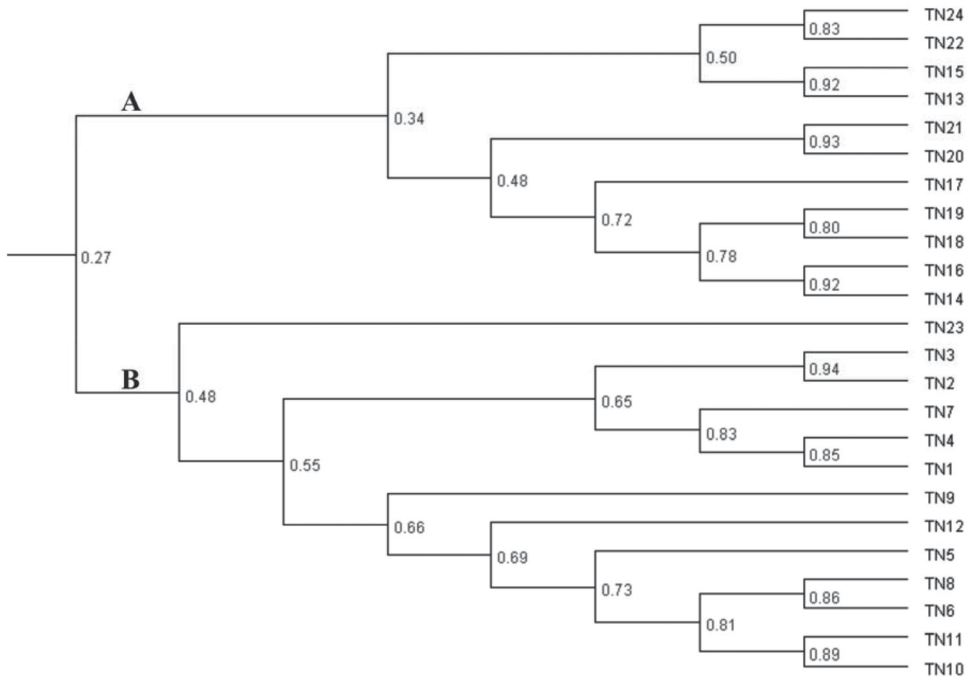 TN24
0.83
TN22
0.50
TN15
0.92
TN13
A
0.34
TN21
0.93
TN20
0.48
TN17
0.72
TN19
0.80
TN18
0.78
TN16
0.92
TN14
0.27
TN23
B
0.48
TN3
0.94
TN2
0.65
TN7
0.83
TN4
0.85
TN1
0.55
TN9
0.66
TN12
0.69
TN5
0.73
TN8
0.86
TN6
0.81
TN11
0.89
TN10